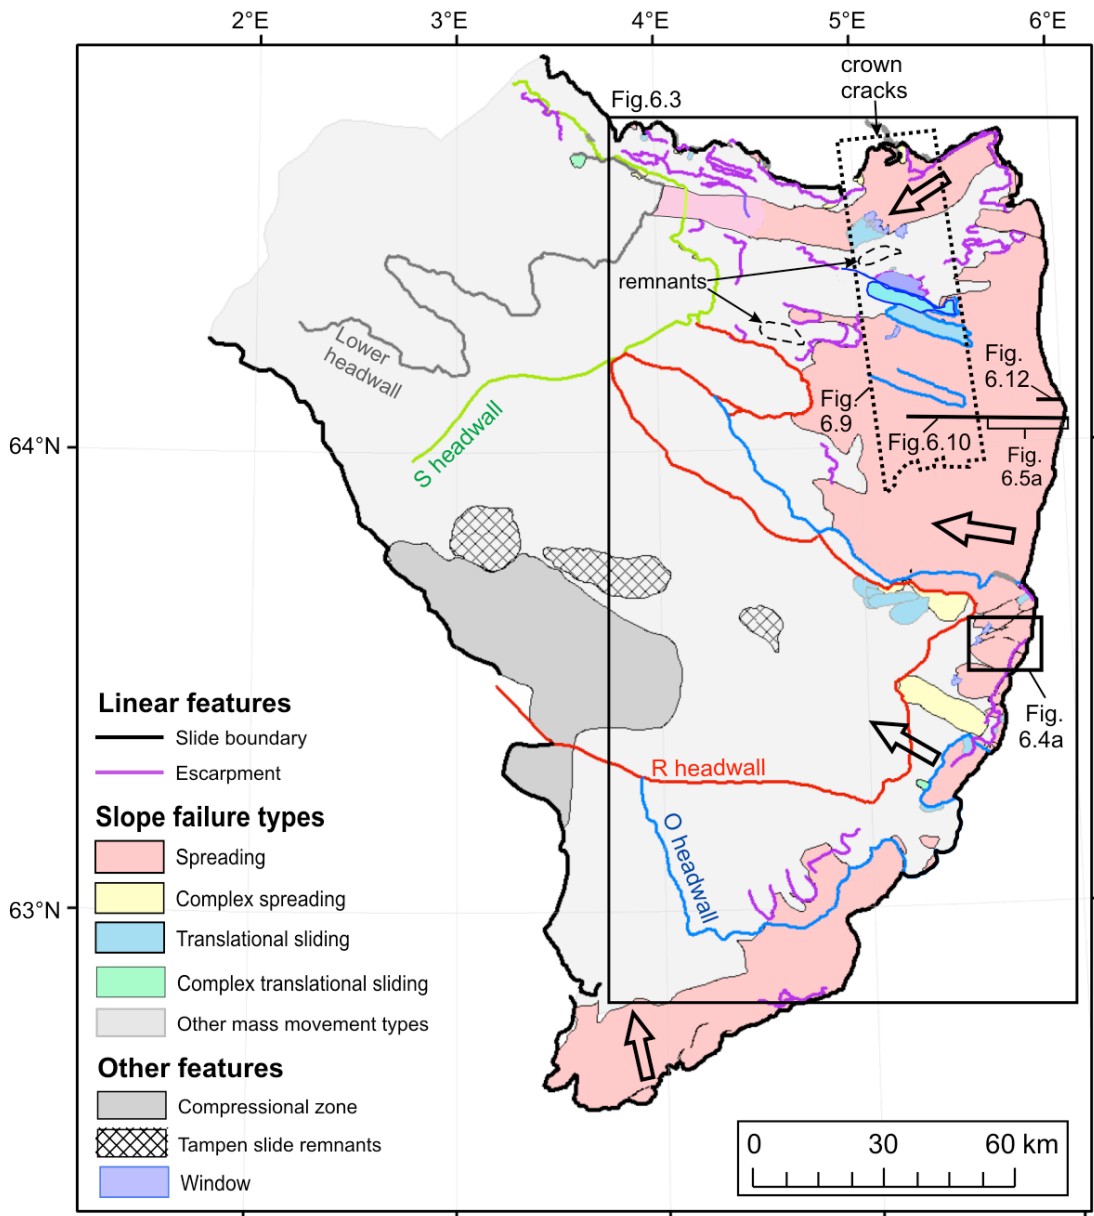 2°E
3°E
4°E
5°E
6°E
crown
cracks
Fig.6.3
remnants
Lower
headwall
Fig.
6.12
Fig.
6.9
Fig.6.10
Fig.
6.5a
64°N
S headwall
Fig.
6.4a
R headwall
O headwall
63°N
Linear features
Slide boundary
Escarpment
Slope failure types
Spreading
Complex spreading
Translational sliding
Complex translational sliding
Other mass movement types
Other features
Compressional zone
Tampen slide remnants
Window
0 30 60 km